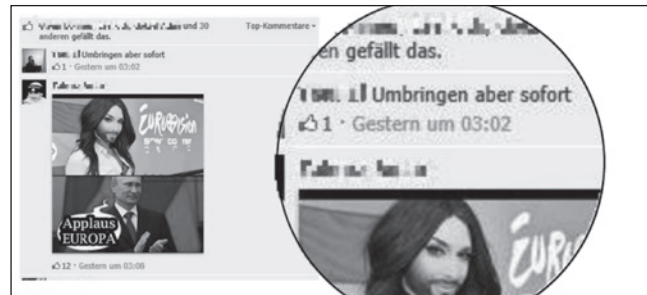 und 30
anderen gefällt das.
Top-Kommentare
Umbringen aber sofort
1 · Gestern um 03:02
EUROVISION
Applaus
EUROPA
12 · Gestern um 03:08
en gefällt das.
Umbringen aber sofort
1 · Gestern um 03:02